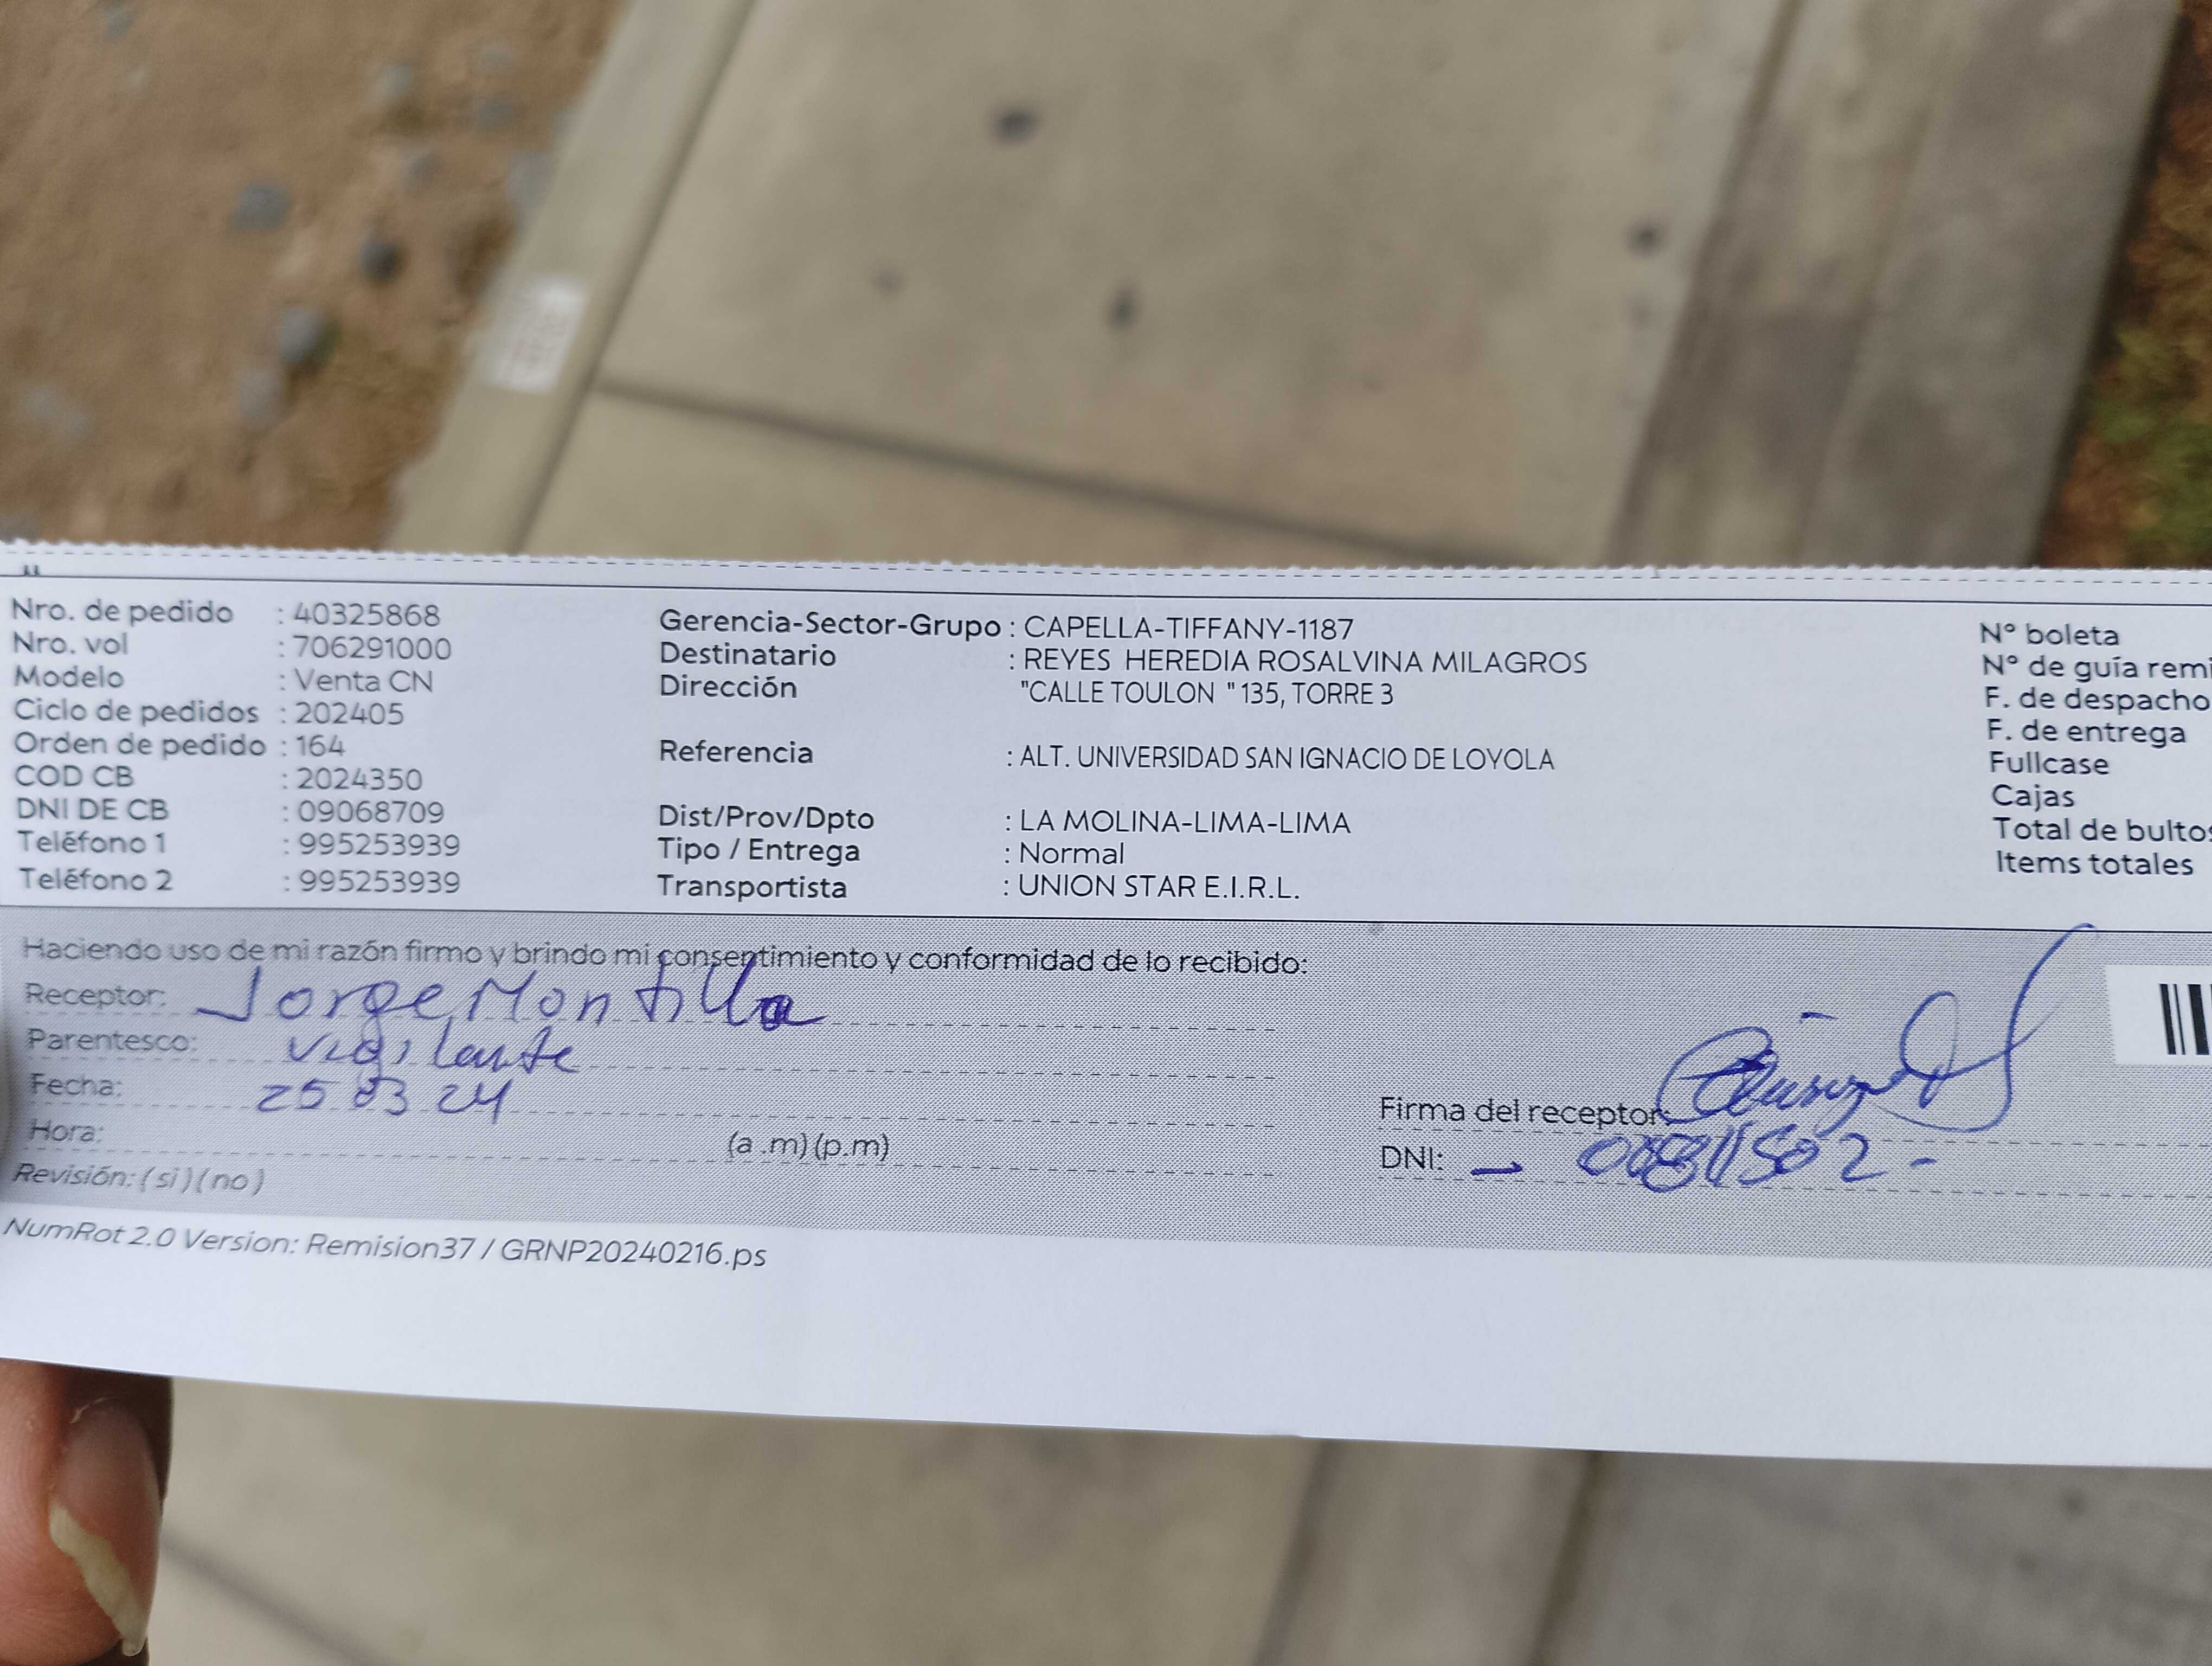 Nro. de pedido : 40325868
Nro. vol : 706291000
Modelo : Venta CN
Ciclo de pedidos : 202405
Orden de pedido : 164
COD CB : 2024350
DNI DE CB : 09068709
Teléfono 1 : 995253939
Teléfono 2 : 995253939
Gerencia-Sector-Grupo : CAPELLA-TIFFANY-1187
Destinatario : REYES HEREDIA ROSALVINA MILAGROS
Dirección "CALLE TOULON " 135, TORRE 3
Referencia : ALT. UNIVERSIDAD SAN IGNACIO DE LOYOLA
Dist/Prov/Dpto : LA MOLINA-LIMA-LIMA
Tipo / Entrega : Normal
Transportista : UNION STAR E.I.R.L.
N° boleta
N° de guía remi
F. de despacho
F. de entrega
Fullcase
Cajas
Total de bultos
Items totales
Haciendo uso de mi razón firmo y brindo mi consentimiento y conformidad de lo recibido:
Receptor: Jorge Montilla
Parentesco: Vigilante
Fecha: 25 03 24
Hora: (a .m) (p.m)
Revisión: ( si ) ( no )
Firma del receptor:
DNI:
NumRot 2.0 Version: Remision37 / GRNP20240216.ps